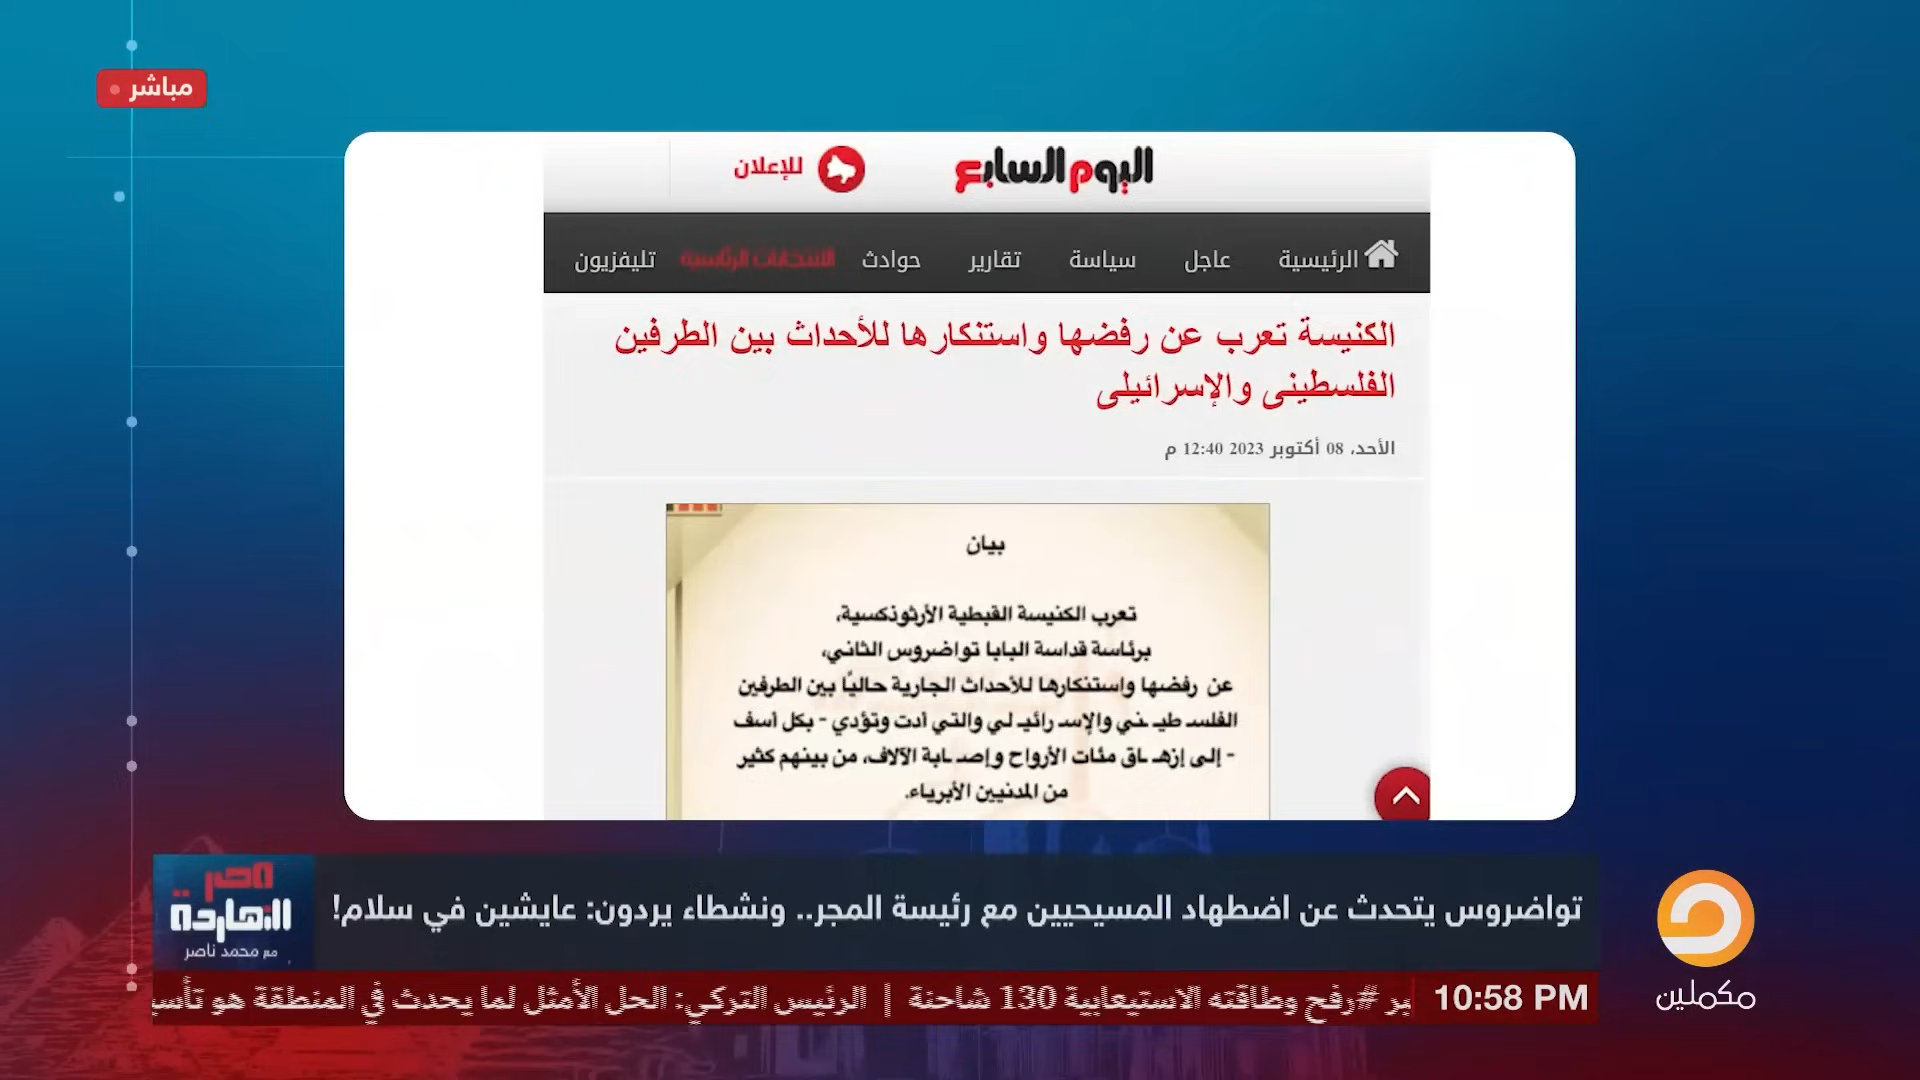 مباشر
اليوم السابع
للإعلان
الرئيسية عاجل سياسة تقارير حوادث الانتخابات الرئاسية تليفزيون
الكنيسة تعرب عن رفضها واستنكارها للأحداث بين الطرفين
الفلسطينى والإسرائيلى
الأحد، 08 أكتوبر 2023 12:40 م
بيان
تعرب الكنيسة القبطية الأرثوذكسية،
برئاسة قداسة البابا تواضروس الثاني،
عن رفضها واستنكارها للأحداث الجارية حاليًا بين الطرفين
الفلسطيني والإسرائيلي والتي أدت وتؤدي - بكل أسف
- إلى إزهاق مئات الأرواح وإصابة الآلاف، من بينهم كثير
من المدنيين الأبرياء.
تواضروس يتحدث عن اضطهاد المسيحيين مع رئيسة المجر.. ونشطاء يردون: عايشين في سلام!
مصر
النهاردة
مع محمد ناصر
10:58 PM
بر #رفح وطاقته الاستيعابية 130 شاحنة | الرئيس التركي: الحل الأمثل لما يحدث في المنطقة هو تأسي
مكملين